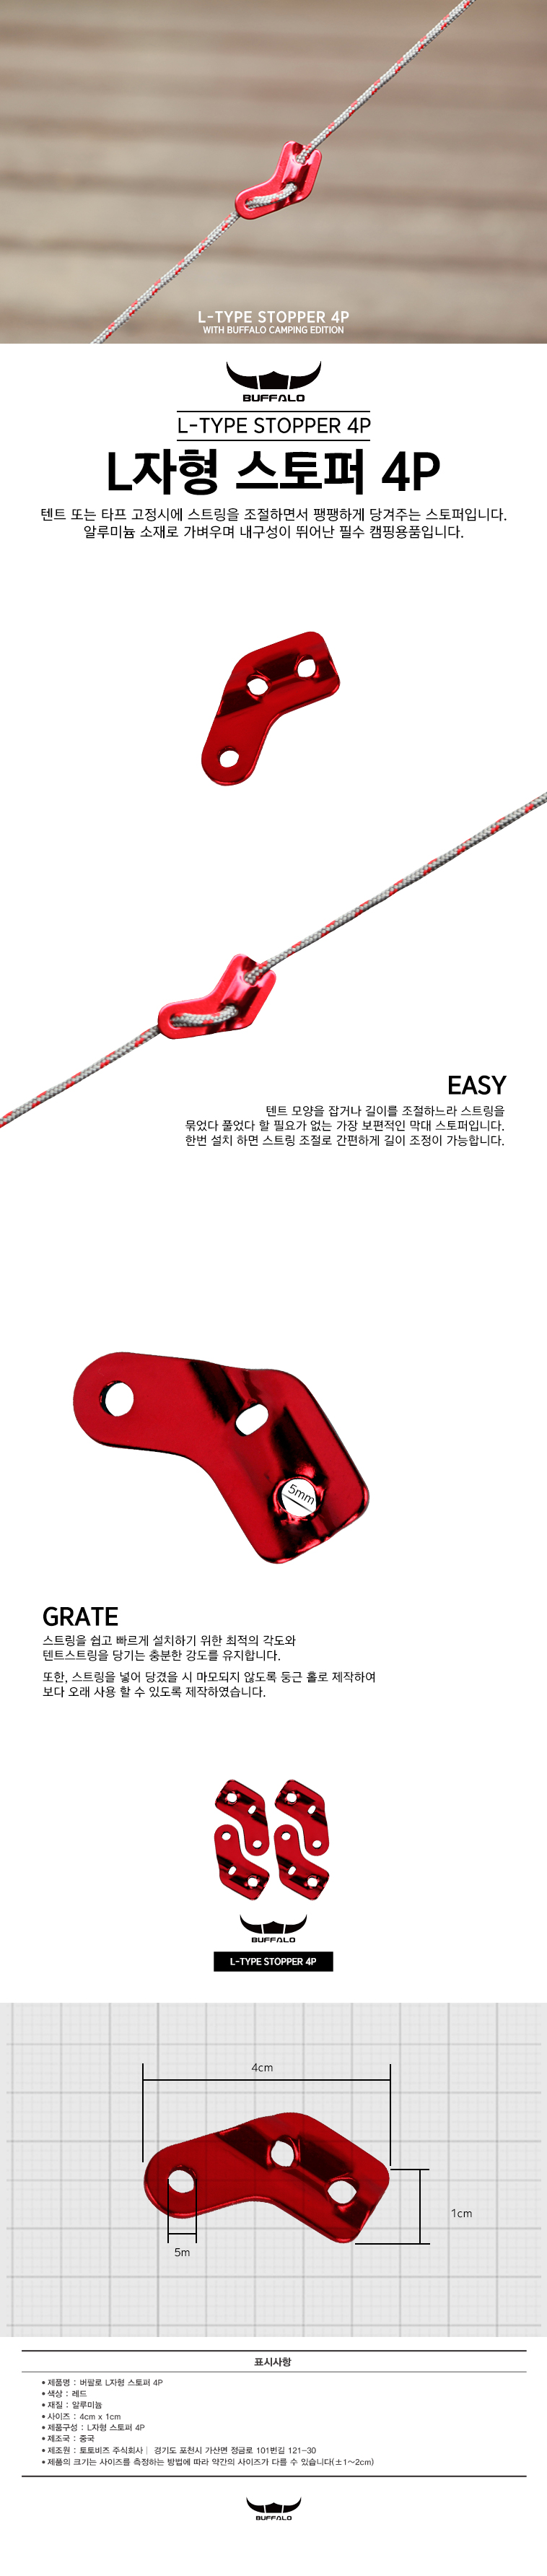 L-TYPE STOPPER 4P
WITH BUFFALO CAMPING EDITION
BUFFALO
L-TYPE STOPPER 4P
L자형 스토퍼 4P
텐트 또는 타프 고정시에 스트링을 조절하면서 팽팽하게 당겨주는 스토퍼입니다.
알루미늄 소재로 가벼우며 내구성이 뛰어난 필수 캠핑용품입니다.
EASY
텐트 모양을 잡거나 길이를 조절하느라 스트링을
묶었다 풀었다 할 필요가 없는 가장 보편적인 막대 스토퍼입니다.
한번 설치 하면 스트링 조절로 간편하게 길이 조정이 가능합니다.
5mm
GRATE
스트링을 쉽고 빠르게 설치하기 위한 최적의 각도와
텐트스트링을 당기는 충분한 강도를 유지합니다.
또한, 스트링을 넣어 당겼을 시 마모되지 않도록 둥근 홀로 제작하여
보다 오래 사용 할 수 있도록 제작하였습니다.
BUFFALO
L-TYPE STOPPER 4P
4cm
1cm
5m
표시사항
• 제품명 : 버팔로 L자형 스토퍼 4P
• 색상 : 레드
• 재질 : 알루미늄
• 사이즈 : 4cm x 1cm
• 제품구성 : L자형 스토퍼 4P
• 제조국 : 중국
• 제조원 : 토토비즈 주식회사 | 경기도 포천시 가산면 정금로 101번길 121-30
• 제품의 크기는 사이즈를 측정하는 방법에 따라 약간의 사이즈가 다를 수 있습니다(±1~2cm)
BUFFALO